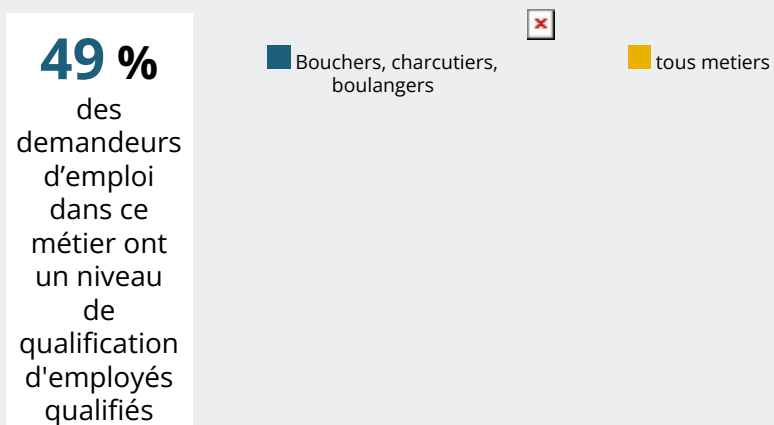 49 %
des
demandeurs
d’emploi
dans ce
métier ont
un niveau
de
qualification
d'employés
qualifiés
Bouchers, charcutiers,
boulangers
tous metiers